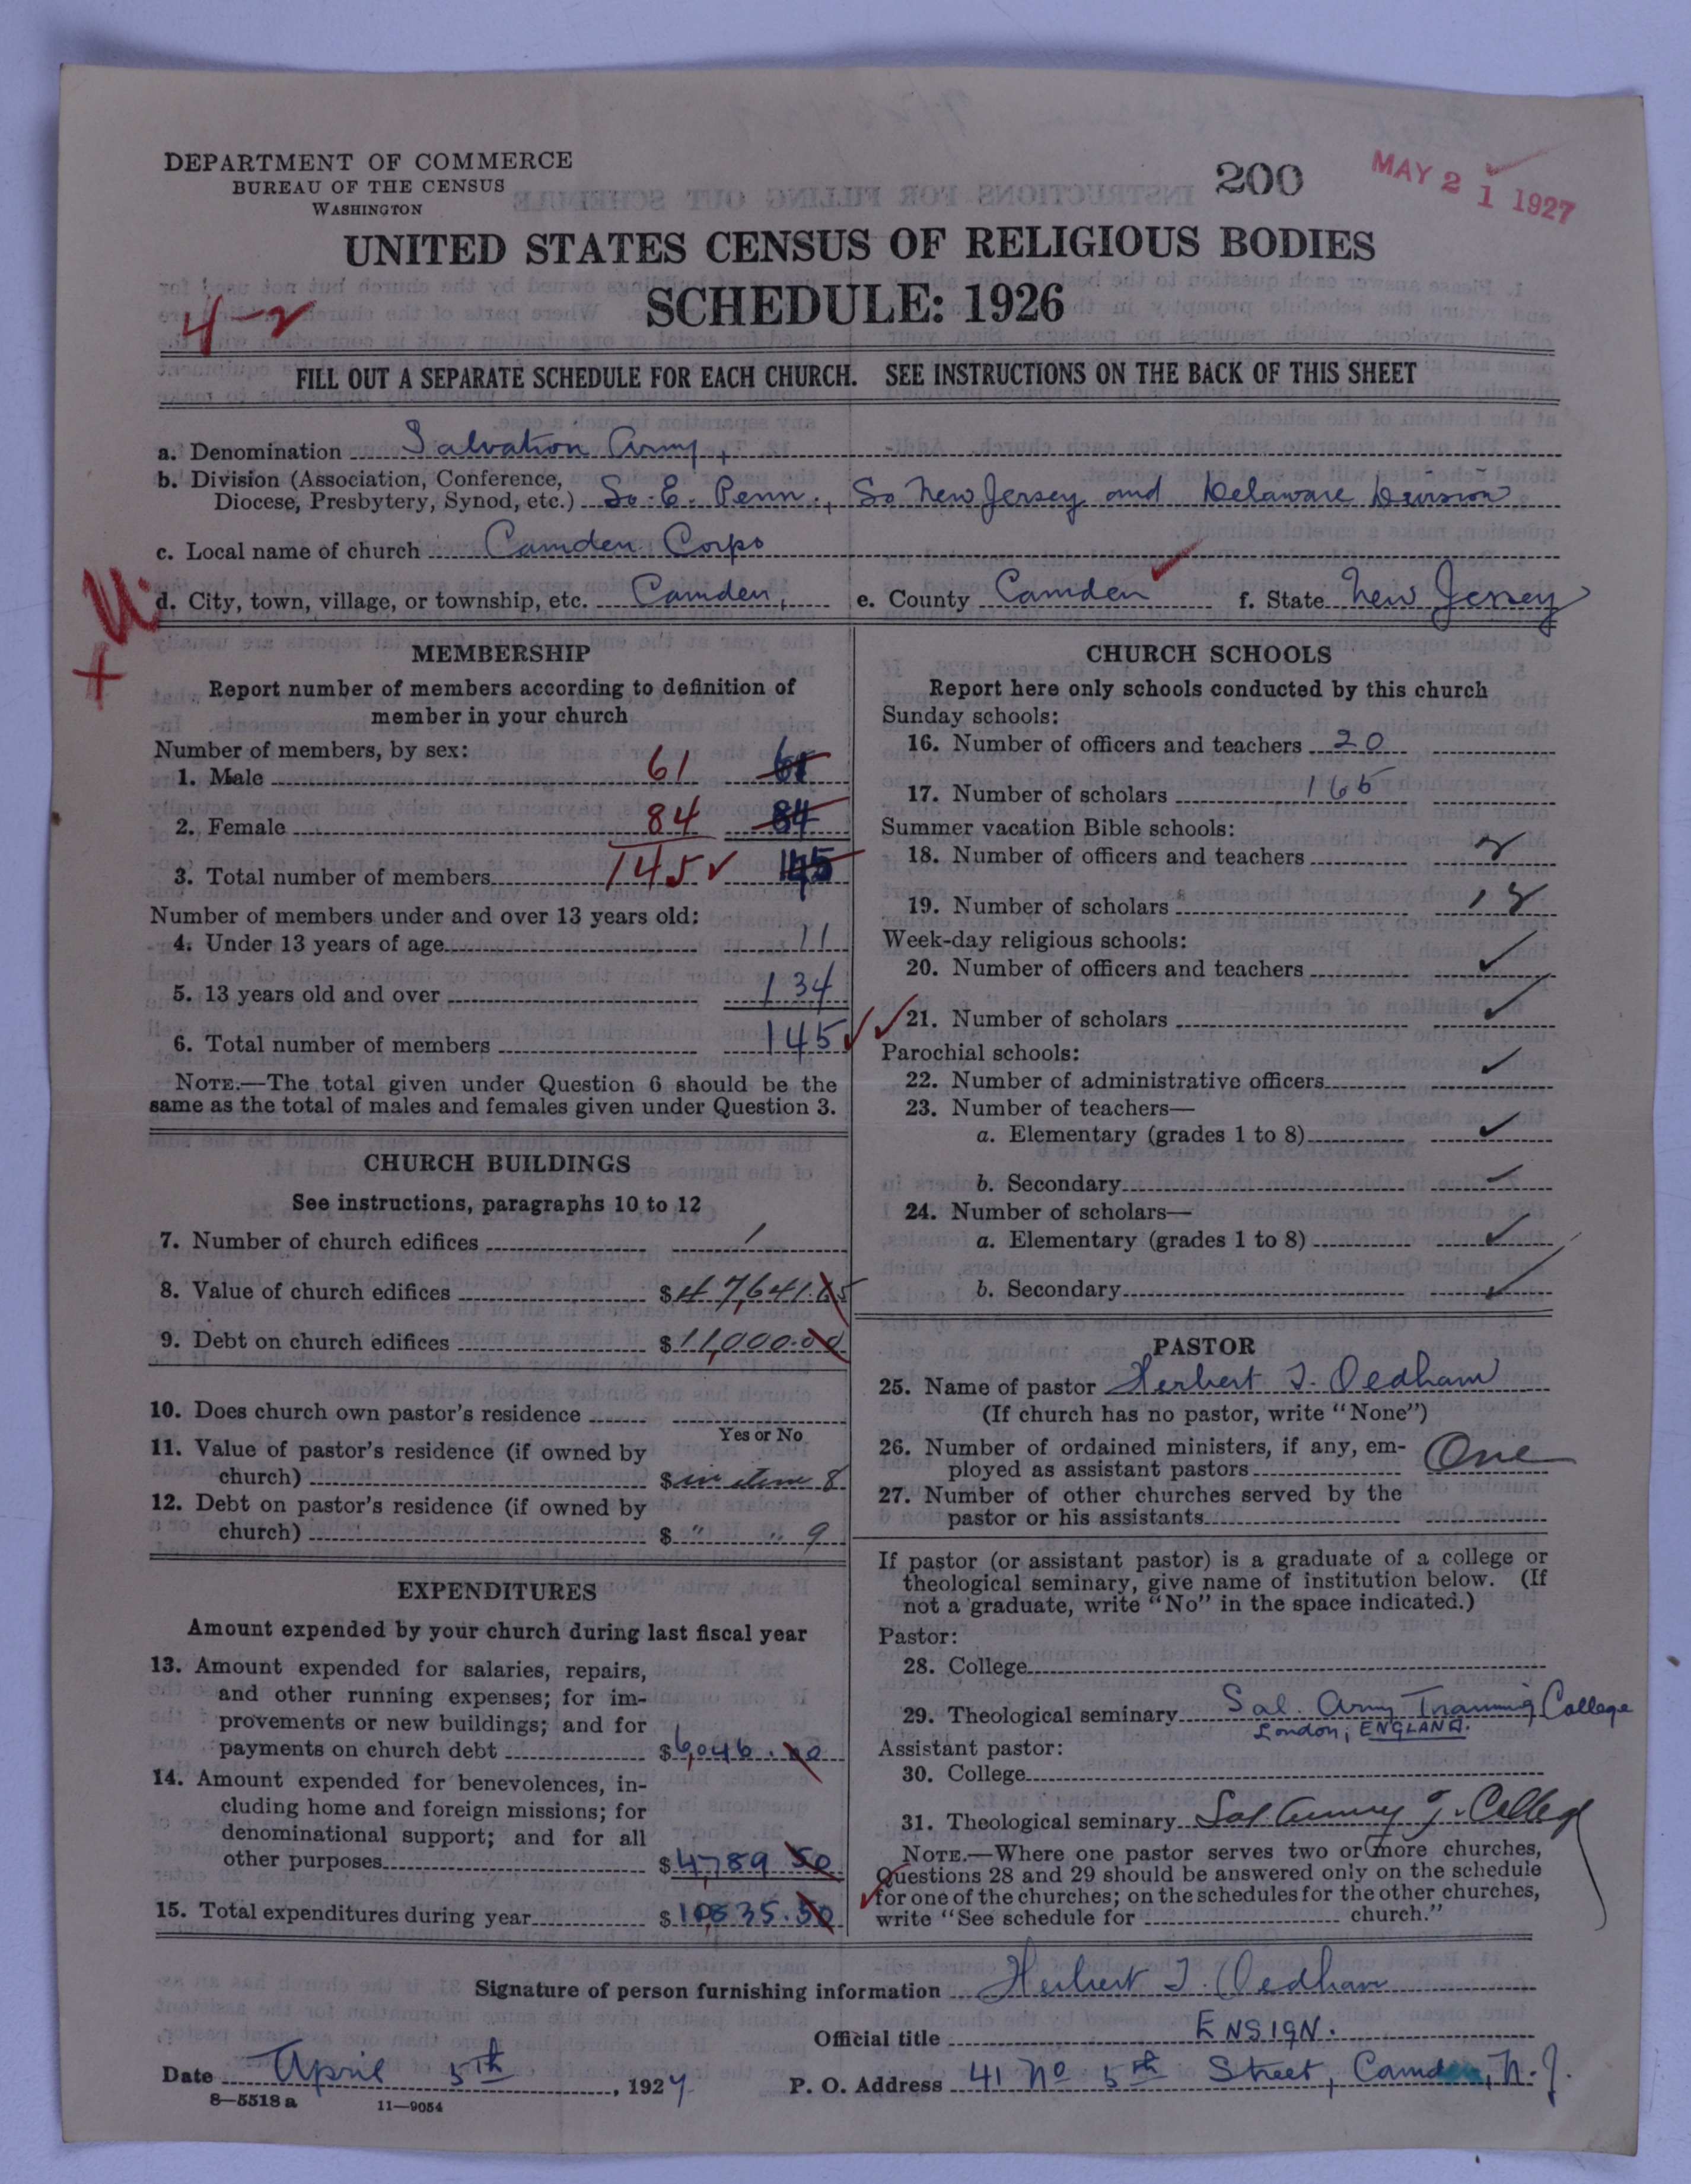 DEPARTMENT OF COMMERCE
BUREAU OF THE CENSUS
WASHINGTON
200
MAY 21 1927
UNITED STATES CENSUS OF RELIGIOUS BODIES
SCHEDULE: 1926
4-2
FILL OUT A SEPARATE SCHEDULE FOR EACH CHURCH. SEE INSTRUCTIONS ON THE BACK OF THIS SHEET
a. Denomination Salvation Army,
b. Division (Association, Conference,
Diocese, Presbytery, Synod, etc.) So. E. Penn., So New Jersey and Delaware Division
c. Local name of church Camden Corps
d. City, town, village, or township, etc. Camden, e. County Camden f. State New Jersey
MEMBERSHIP
Report number of members according to definition of
member in your church
Number of members, by sex:
1. Male 61 61
2. Female 84 84
3. Total number of members 145 ✓ 145
Number of members under and over 13 years old:
4. Under 13 years of age 11
5. 13 years old and over 134
6. Total number of members 145 ✓
NOTE.—The total given under Question 6 should be the
same as the total of males and females given under Question 3.
CHURCH BUILDINGS
See instructions, paragraphs 10 to 12
7. Number of church edifices 1
8. Value of church edifices $47,641.65
9. Debt on church edifices $11,000.00
10. Does church own pastor's residence
Yes or No
11. Value of pastor's residence (if owned by
church) $ in item 8
12. Debt on pastor's residence (if owned by
church) $ " " 9
EXPENDITURES
Amount expended by your church during last fiscal year
13. Amount expended for salaries, repairs,
and other running expenses; for im-
provements or new buildings; and for
payments on church debt $6,046.00
14. Amount expended for benevolences, in-
cluding home and foreign missions; for
denominational support; and for all
other purposes $4,789 50
15. Total expenditures during year $10,835.50
CHURCH SCHOOLS
Report here only schools conducted by this church
Sunday schools:
16. Number of officers and teachers 20
17. Number of scholars 165
Summer vacation Bible schools:
18. Number of officers and teachers
19. Number of scholars
Week-day religious schools:
20. Number of officers and teachers ✓
21. Number of scholars ✓
Parochial schools:
22. Number of administrative officers ✓
23. Number of teachers—
a. Elementary (grades 1 to 8) ✓
b. Secondary ✓
24. Number of scholars—
a. Elementary (grades 1 to 8) ✓
b. Secondary ✓
PASTOR
25. Name of pastor Herbert J. Oedham
(If church has no pastor, write "None")
26. Number of ordained ministers, if any, em-
ployed as assistant pastors One
27. Number of other churches served by the
pastor or his assistants
If pastor (or assistant pastor) is a graduate of a college or
theological seminary, give name of institution below. (If
not a graduate, write "No" in the space indicated.)
Pastor:
28. College
29. Theological seminary Sal. Army Training College
London, ENGLAND.
Assistant pastor:
30. College
31. Theological seminary Sal Army T. College
NOTE.—Where one pastor serves two or more churches,
Questions 28 and 29 should be answered only on the schedule
for one of the churches; on the schedules for the other churches,
write "See schedule for church."
Signature of person furnishing information Herbert J. Oedham
Official title ENSIGN.
Date April 5th, 1927 P. O. Address 41 No 5th Street, Camden, N.J.
8—5518 a 11—9054